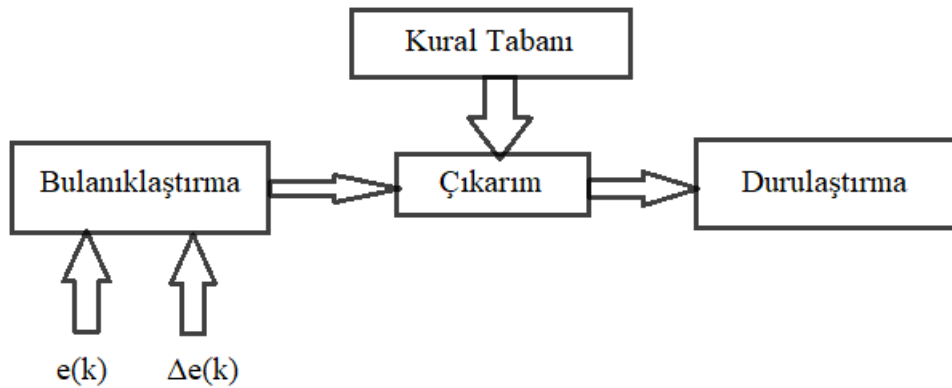 Kural Tabanı
Bulanıklaştırma
Çıkarım
Durulaştırma
e(k)
Δe(k)